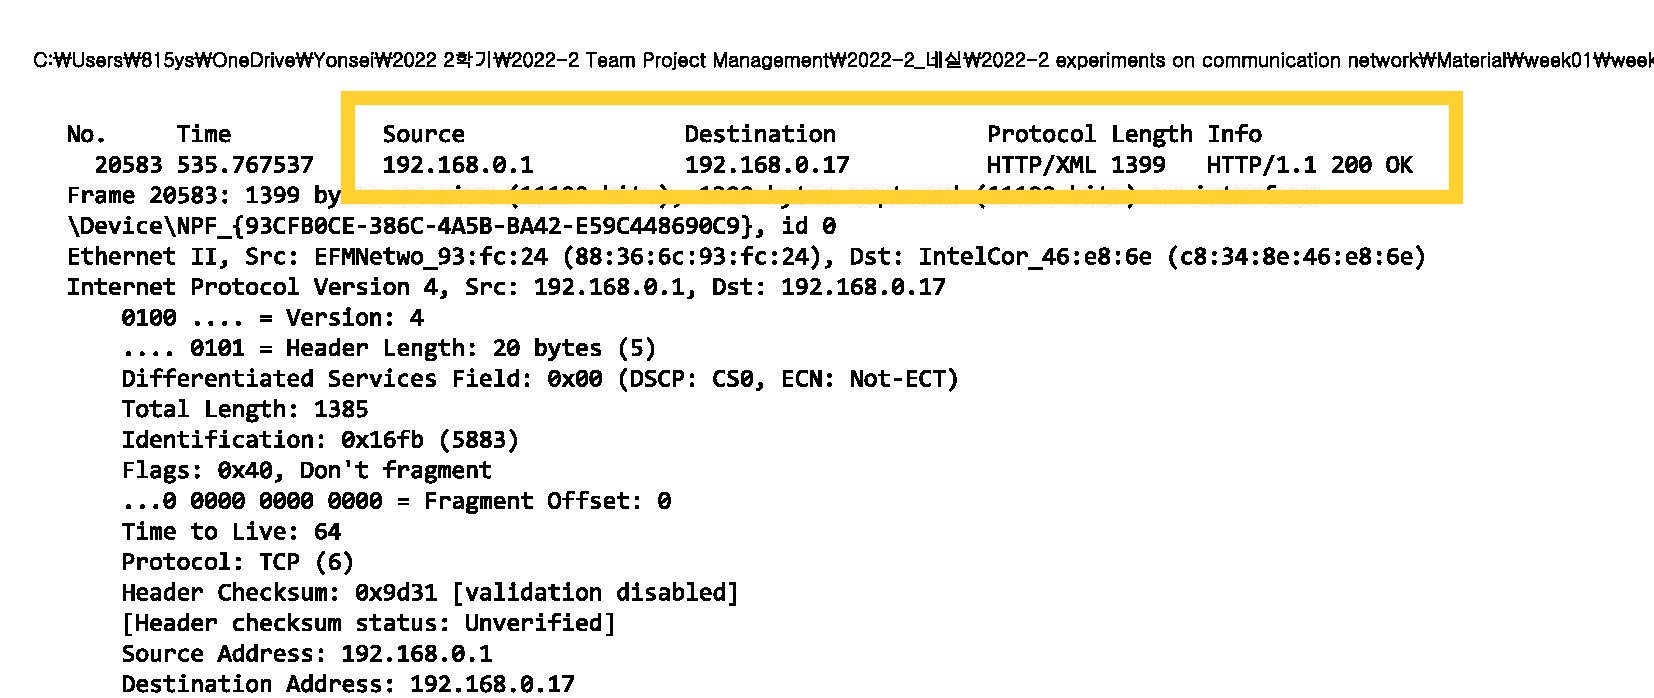 C:₩Users₩815ys₩OneDrive₩Yonsei₩2022 2학기₩2022-2 Team Project Management₩2022-2_네실₩2022-2 experiments on communication network₩Material₩week01₩week
No. Time Source Destination Protocol Length Info
20583 535.767537 192.168.0.1 192.168.0.17 HTTP/XML 1399 HTTP/1.1 200 OK
Frame 20583: 1399 by
\Device\NPF_{93CFB0CE-386C-4A5B-BA42-E59C448690C9}, id 0
Ethernet II, Src: EFMNetwo_93:fc:24 (88:36:6c:93:fc:24), Dst: IntelCor_46:e8:6e (c8:34:8e:46:e8:6e)
Internet Protocol Version 4, Src: 192.168.0.1, Dst: 192.168.0.17
0100 .... = Version: 4
.... 0101 = Header Length: 20 bytes (5)
Differentiated Services Field: 0x00 (DSCP: CS0, ECN: Not-ECT)
Total Length: 1385
Identification: 0x16fb (5883)
Flags: 0x40, Don't fragment
...0 0000 0000 0000 = Fragment Offset: 0
Time to Live: 64
Protocol: TCP (6)
Header Checksum: 0x9d31 [validation disabled]
[Header checksum status: Unverified]
Source Address: 192.168.0.1
Destination Address: 192.168.0.17